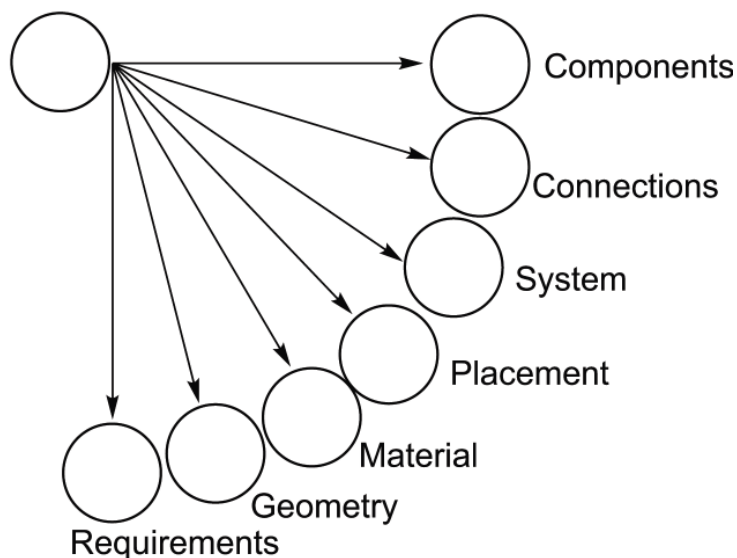 Components
Connections
System
Placement
Material
Geometry
Requirements